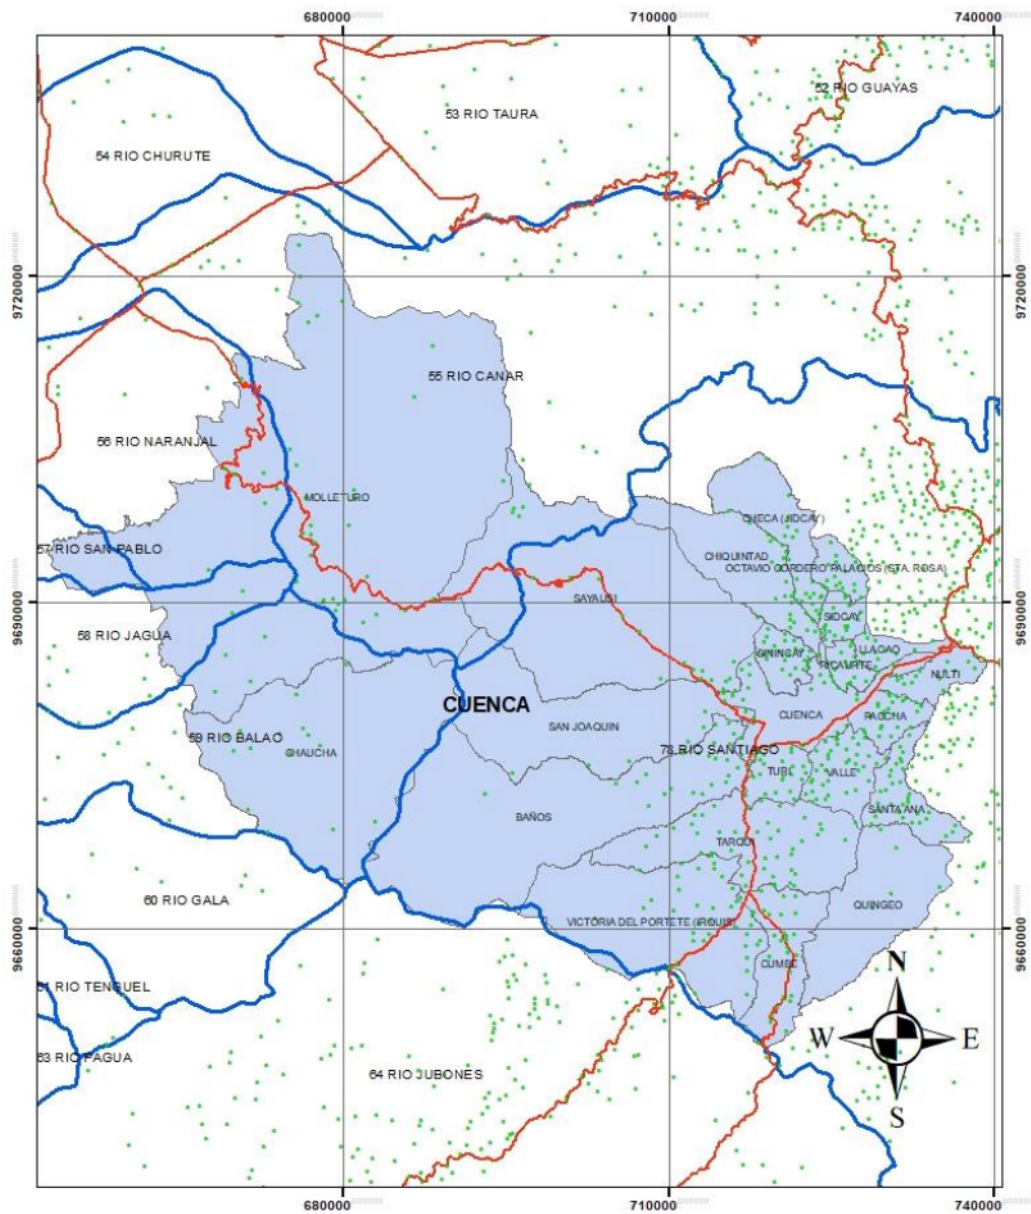 680000
710000
740000
52 RIO GUAYAS
53 RIO TAURA
54 RIO CHURUTE
9720000
9720000
55 RIO CANAR
56 RIO NARANJAL
MOLLETURO
CHECA (JIDCAY)
57 RIO SAN PABLO
CHIQUINTAD
OCTAVIO CORDERO PALACIOS (STA. ROSA)
9690000
SAYAUSI
9690000
SIDCAY
58 RIO JAGUA
LLACAO
SININCAY
RICAURTE
NULTI
CUENCA
CUENCA
PACCHA
SAN JOAQUIN
59 RIO BALAO
CHAUCHA
78 RIO SANTIAGO
TURI
VALLE
SANTA ANA
BAÑOS
TARQUI
60 RIO GALA
QUINGEO
VICTORIA DEL PORTETE (IRQUIS)
9660000
9660000
CUMBE
N
61 RIO TENGUEL
W
E
63 RIO PAGUA
64 RIO JUBONES
S
680000
710000
740000